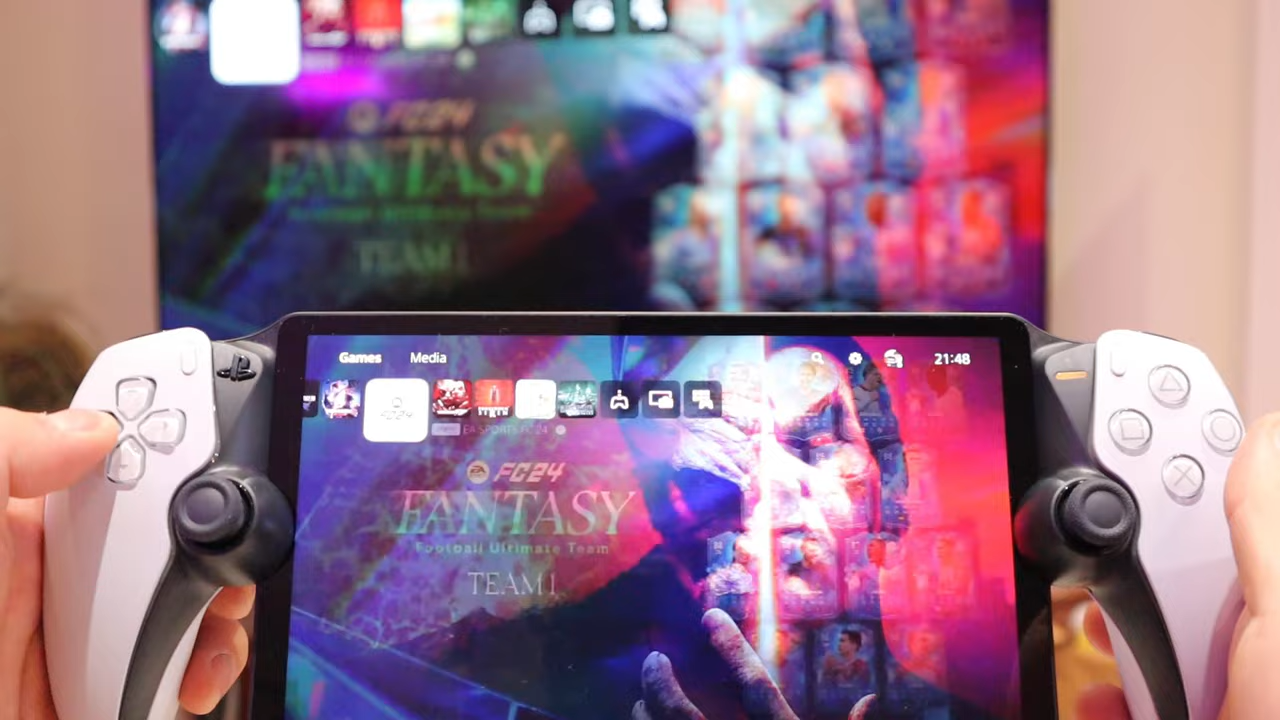 FC24
FANTASY
TEAM 1
Games Media 21:48
EA SPORTS FC 24
EA FC24
FANTASY
Football Ultimate Team
TEAM 1